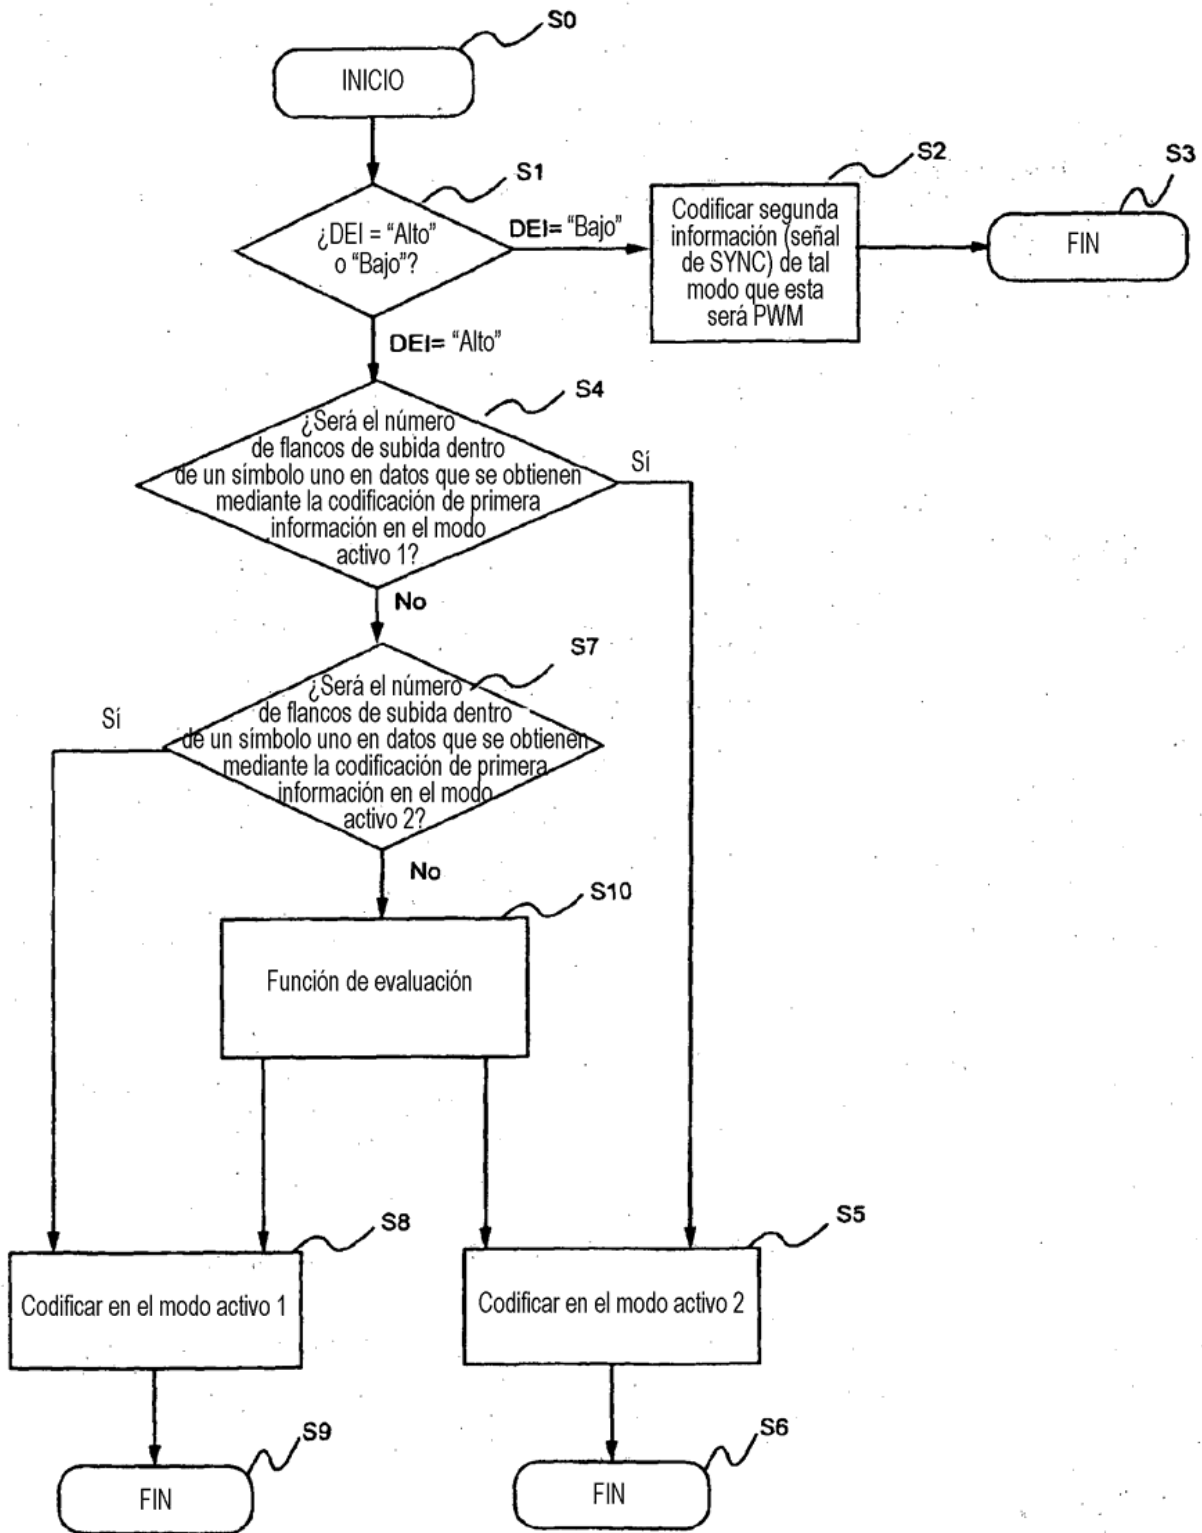 S0
INICIO
S1
¿DEI = “Alto”
o “Bajo”?
DEI= “Bajo”
S2
Codificar segunda
información (señal
de SYNC) de tal
modo que esta
será PWM
S3
FIN
DEI= “Alto”
S4
¿Será el número
de flancos de subida dentro
de un símbolo uno en datos que se obtienen
mediante la codificación de primera
información en el modo
activo 1?
Sí
No
S7
¿Será el número
de flancos de subida dentro
de un símbolo uno en datos que se obtienen
mediante la codificación de primera
información en el modo
activo 2?
Sí
No
S10
Función de evaluación
S8
Codificar en el modo activo 1
S5
Codificar en el modo activo 2
S9
FIN
S6
FIN